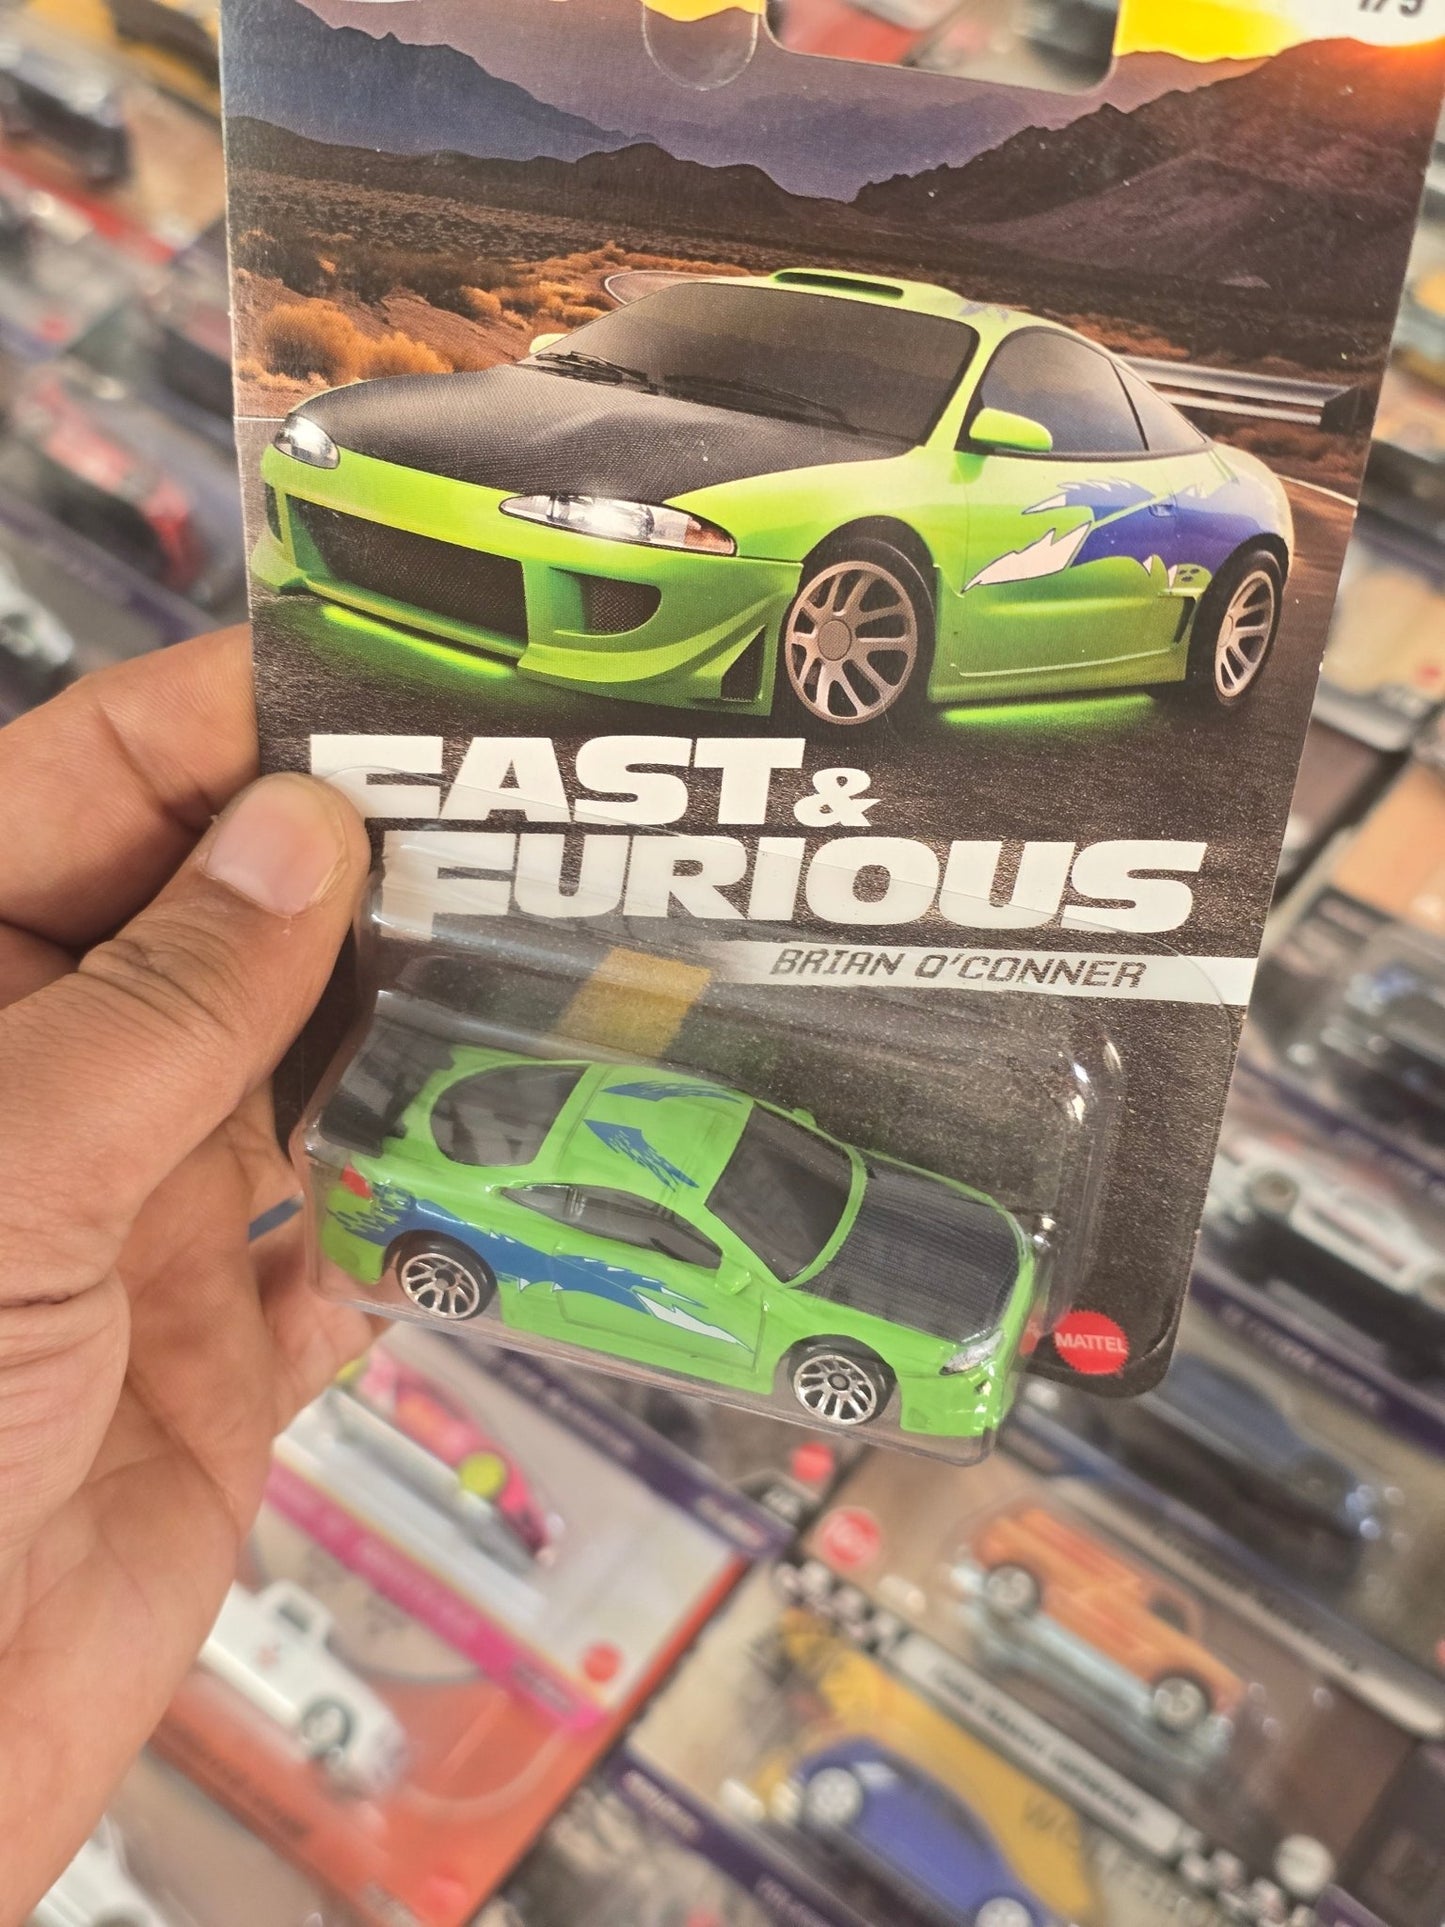 FAST &
FURIOUS
BRIAN O'CONNER
MATTEL